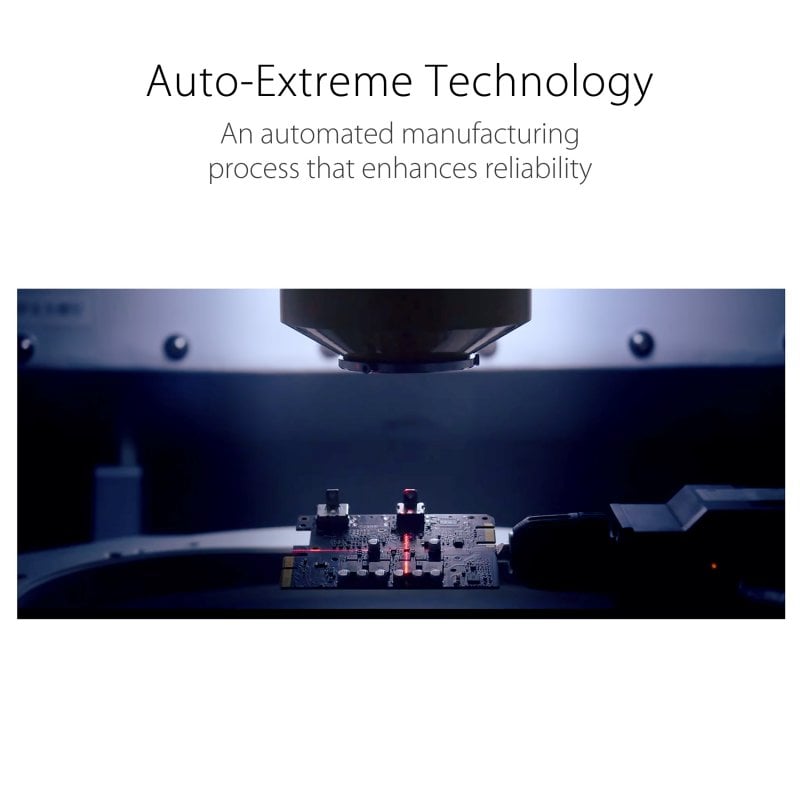 Auto-Extreme Technology
An automated manufacturing
process that enhances reliability